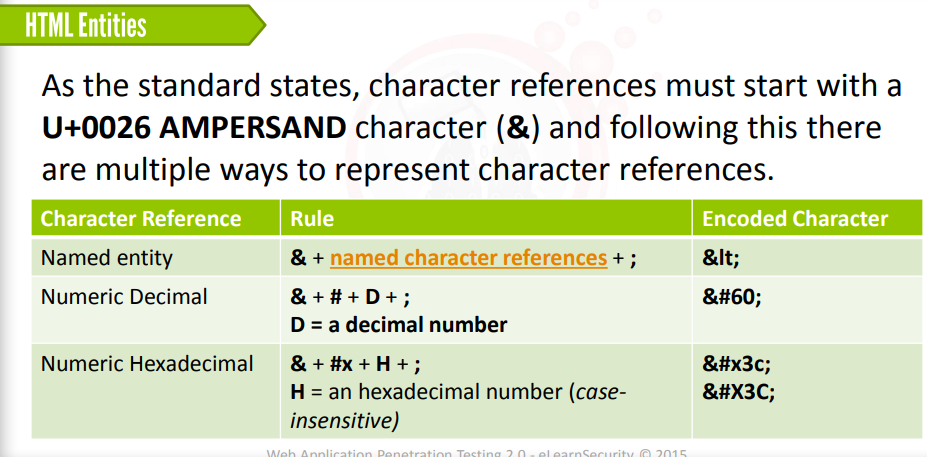 HTML Entities
As the standard states, character references must start with a
U+0026 AMPERSAND character (&) and following this there
are multiple ways to represent character references.
Character Reference Rule Encoded Character
Named entity & + named character references + ; &lt;
Numeric Decimal & + # + D + ; &#60;
D = a decimal number
Numeric Hexadecimal & + #x + H + ; &#x3c;
H = an hexadecimal number (case- &#X3C;
insensitive)
Web Application Penetration Testing 2.0 - eLearnSecurity © 2015